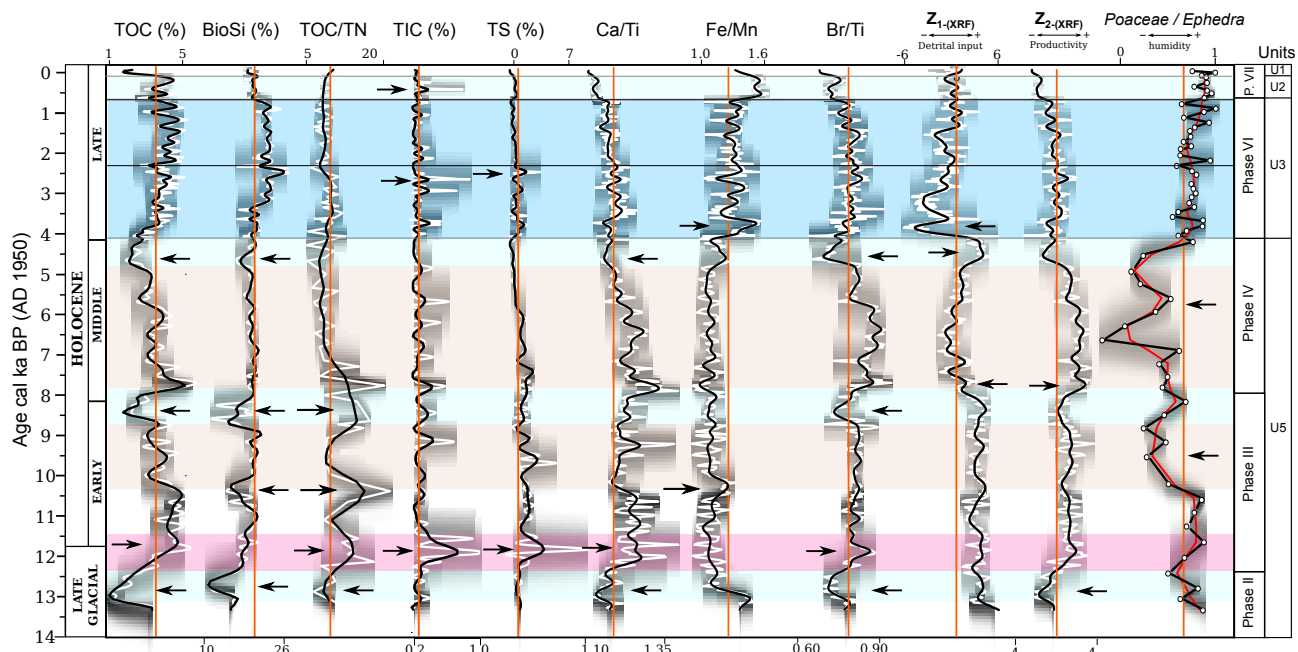 TOC (%) BioSi (%) TOC/TN TIC (%) TS (%) Ca/Ti Fe/Mn Br/Ti Z1-(XRF) Z2-(XRF) Poaceae / Ephedra
- Detrital input + - Productivity + - humidity +
1 5 5 20 0 7 1.0 1.6 -6 6 0 1 Units
Age cal ka BP (AD 1950)
0
1
2
3
4
5
6
7
8
9
10
11
12
13
14
HOLOCENE
LATE
MIDDLE
EARLY
LATE
GLACIAL
P. VII
Phase VI
Phase IV
Phase III
Phase II
U1
U2
U3
U5
10 26 0.2 1.0 1.10 1.35 0.60 0.90 4 4